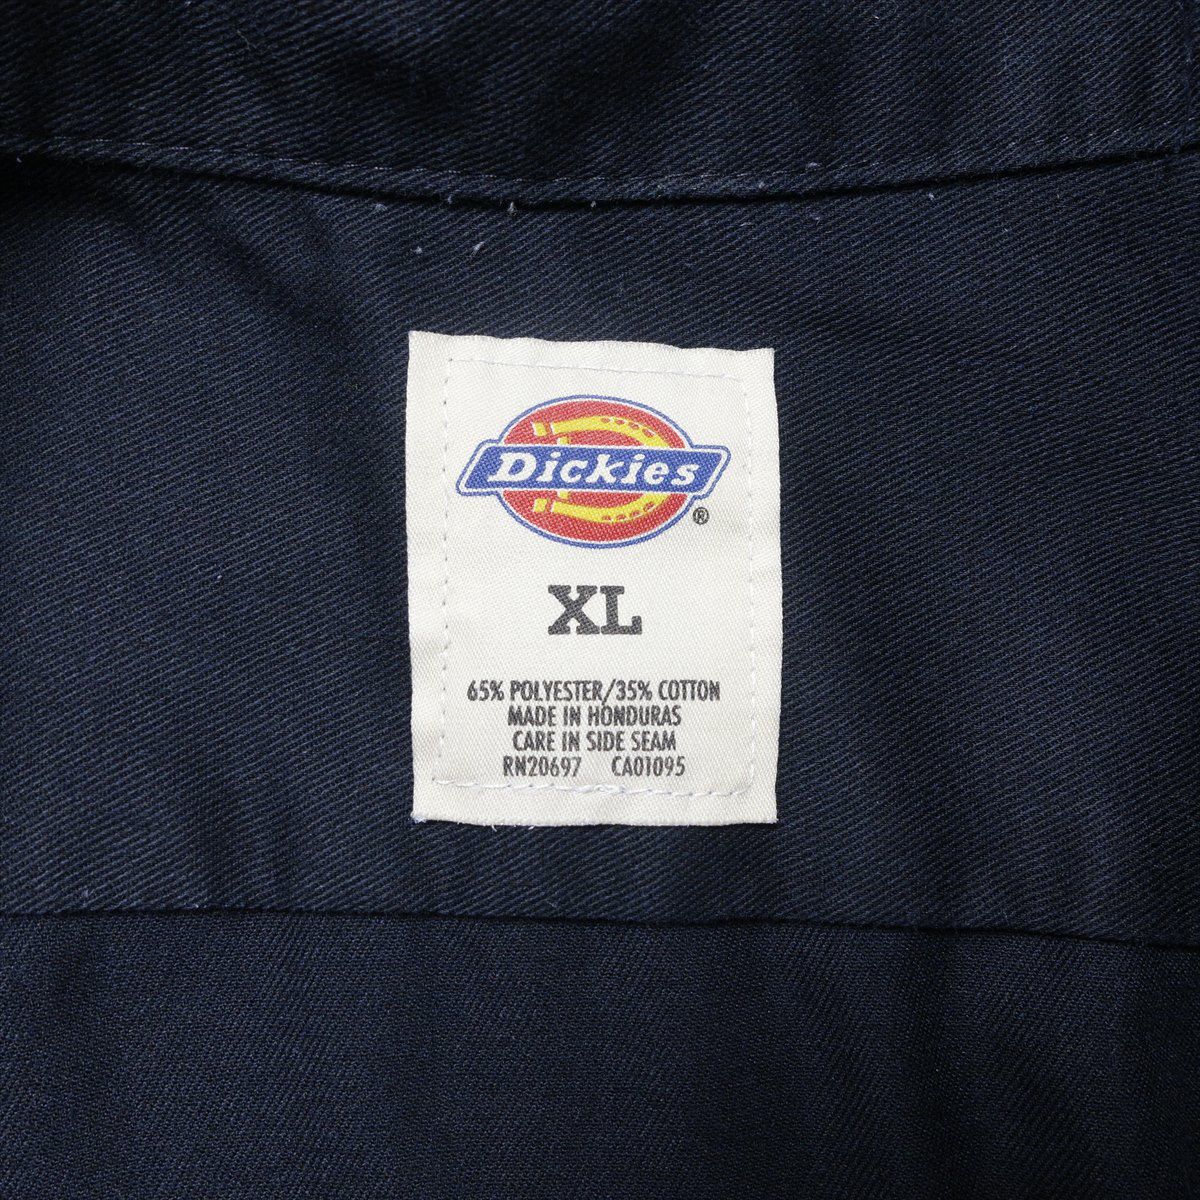 Dickies
®
XL
65% POLYESTER/35% COTTON
MADE IN HONDURAS
CARE IN SIDE SEAM
RN20697 CA01095